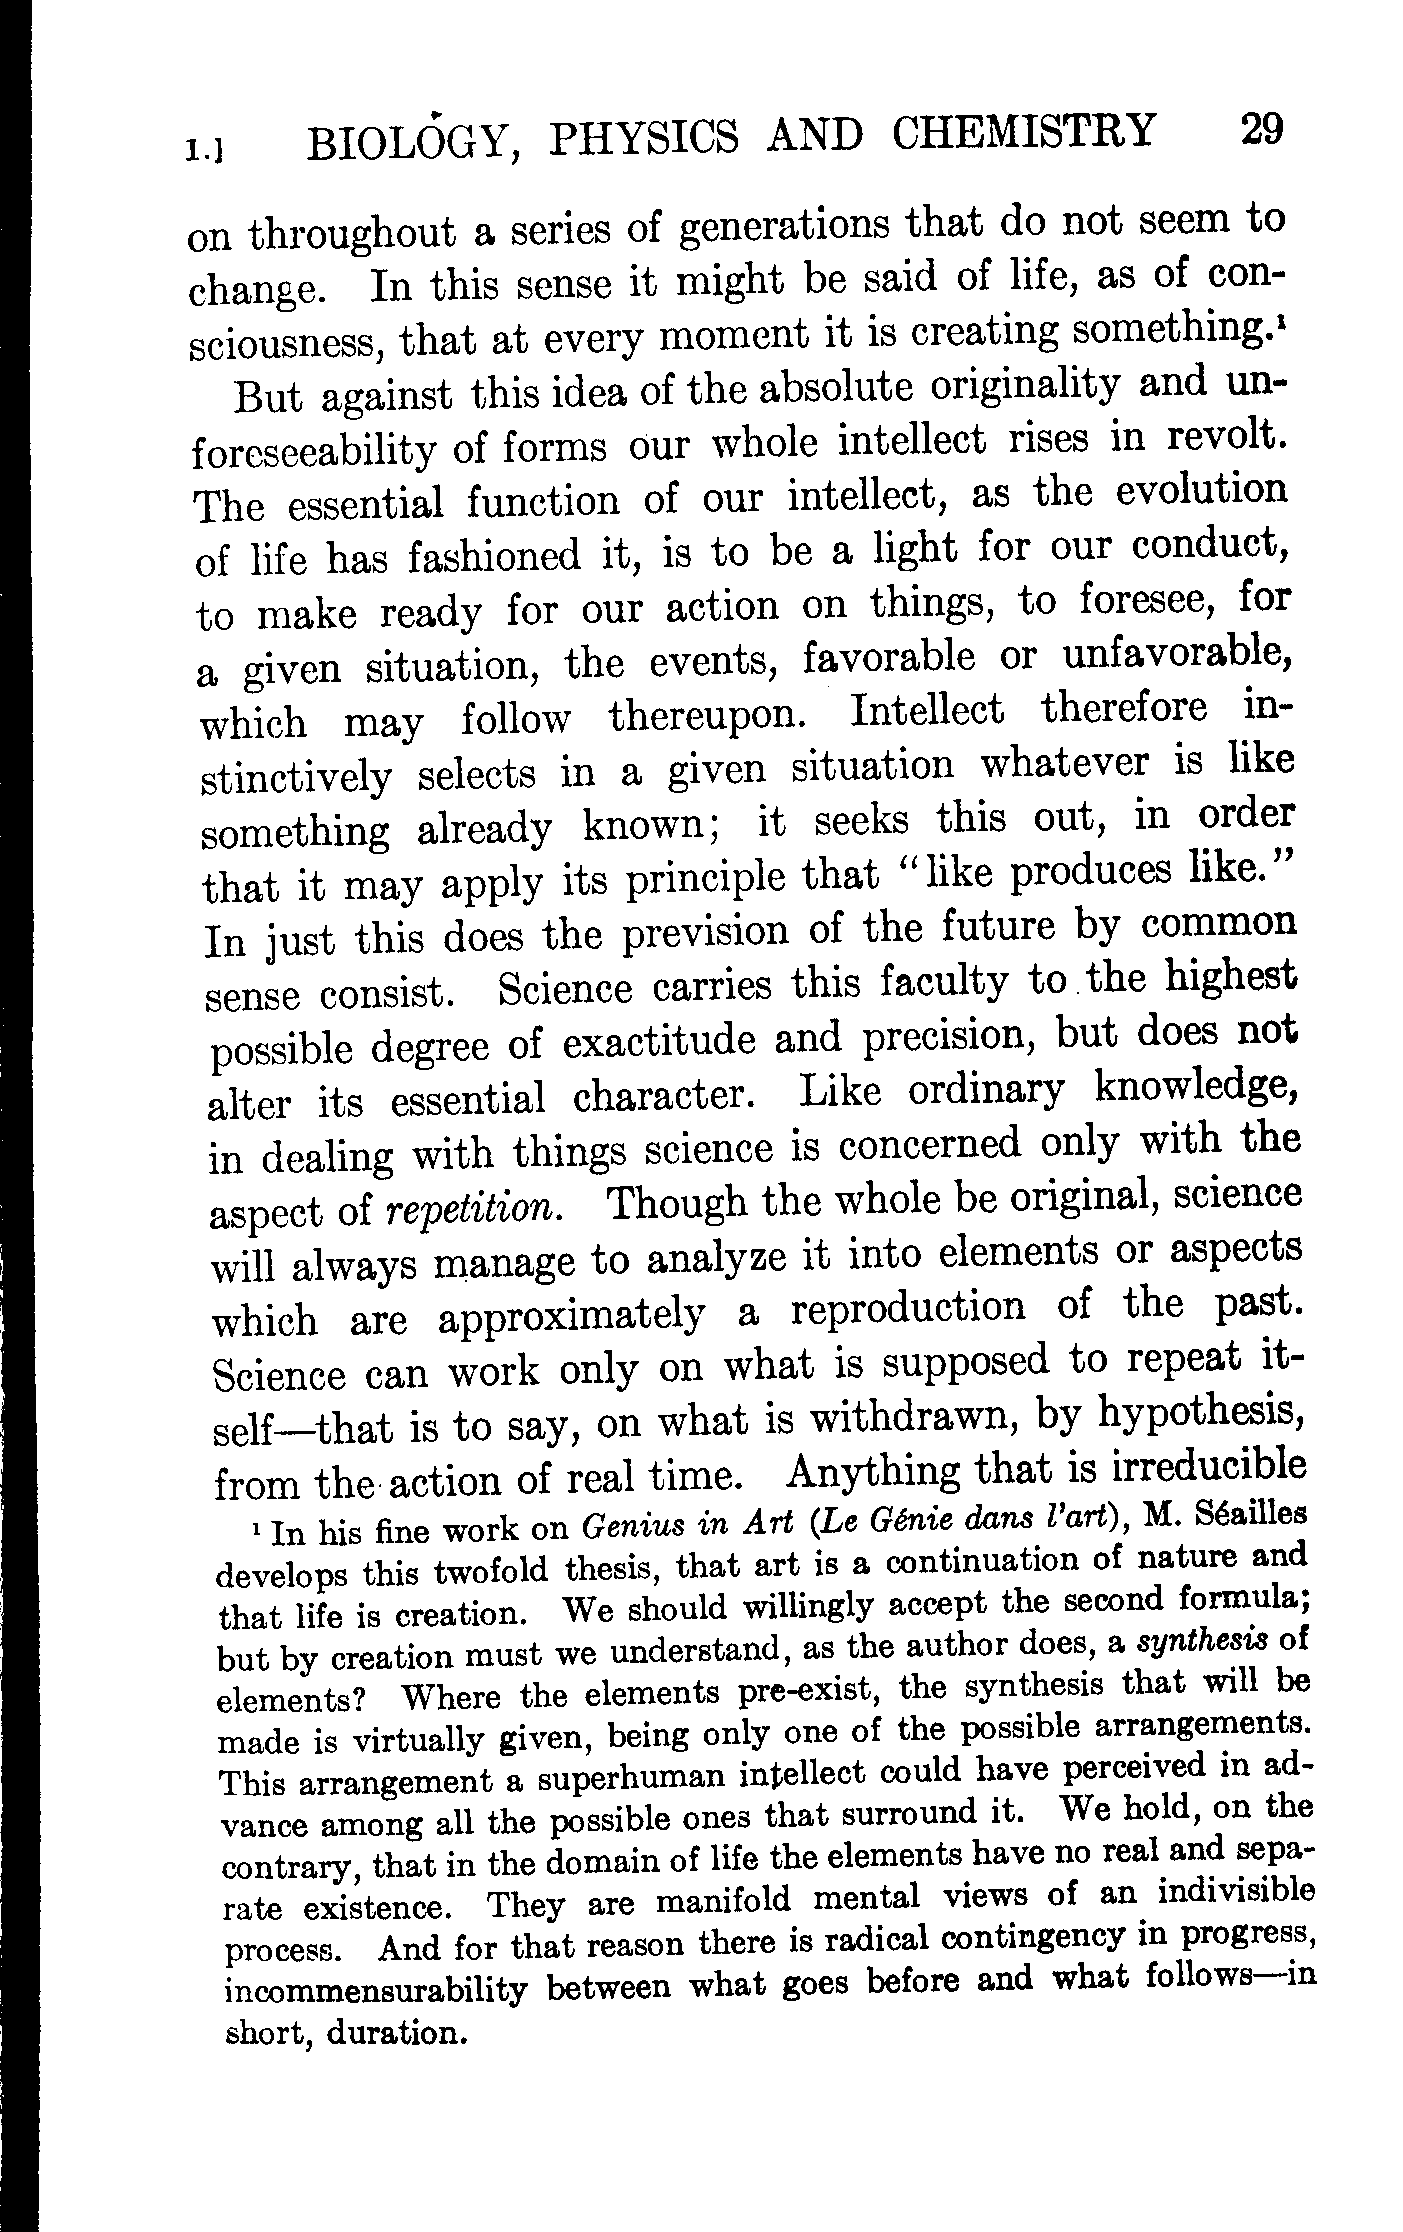 I.] BIOLOGY, PHYSICS AND CHEMISTRY 29
on throughout a series of generations that do not seem to
change. In this sense it might be said of life, as of con-
sciousness, that at every moment it is creating something.¹
But against this idea of the absolute originality and un-
foreseeability of forms our whole intellect rises in revolt.
The essential function of our intellect, as the evolution
of life has fashioned it, is to be a light for our conduct,
to make ready for our action on things, to foresee, for
a given situation, the events, favorable or unfavorable,
which may follow thereupon. Intellect therefore in-
stinctively selects in a given situation whatever is like
something already known; it seeks this out, in order
that it may apply its principle that “like produces like.”
In just this does the prevision of the future by common
sense consist. Science carries this faculty to the highest
possible degree of exactitude and precision, but does not
alter its essential character. Like ordinary knowledge,
in dealing with things science is concerned only with the
aspect of repetition. Though the whole be original, science
will always manage to analyze it into elements or aspects
which are approximately a reproduction of the past.
Science can work only on what is supposed to repeat it-
self—that is to say, on what is withdrawn, by hypothesis,
from the action of real time. Anything that is irreducible
¹ In his fine work on Genius in Art (Le Génie dans l'art), M. Séailles
develops this twofold thesis, that art is a continuation of nature and
that life is creation. We should willingly accept the second formula;
but by creation must we understand, as the author does, a synthesis of
elements? Where the elements pre-exist, the synthesis that will be
made is virtually given, being only one of the possible arrangements.
This arrangement a superhuman intellect could have perceived in ad-
vance among all the possible ones that surround it. We hold, on the
contrary, that in the domain of life the elements have no real and sepa-
rate existence. They are manifold mental views of an indivisible
process. And for that reason there is radical contingency in progress,
incommensurability between what goes before and what follows—in
short, duration.